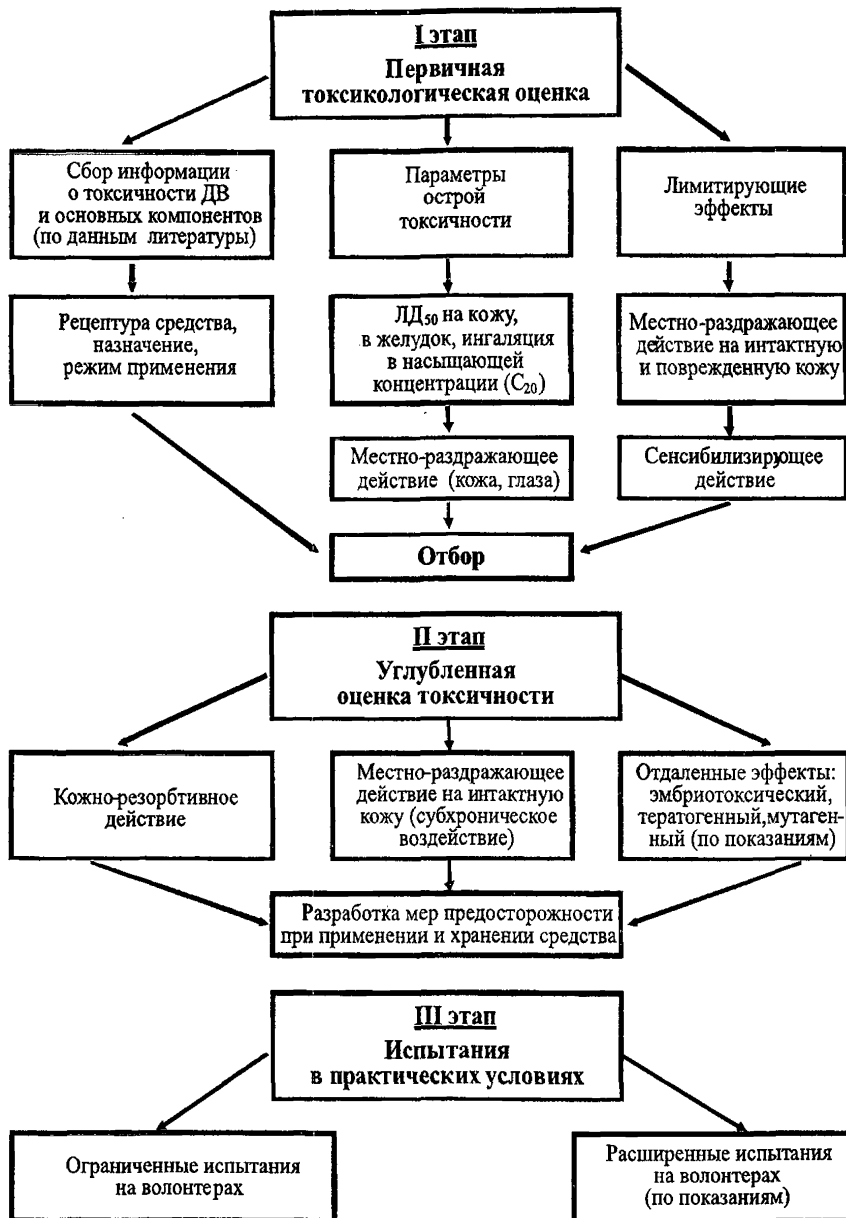 I этап
Первичная
токсикологическая оценка
Сбор информации
о токсичности ДВ
и основных компонентов
(по данным литературы)
Параметры
острой
токсичности
Лимитирующие
эффекты
Рецептура средства,
назначение,
режим применения
ЛД50 на кожу,
в желудок, ингаляция
в насыщающей
концентрации (С20)
Местно-раздражающее
действие на интактную
и поврежденную кожу
Местно-раздражающее
действие (кожа, глаза)
Сенсибилизирующее
действие
Отбор
II этап
Углубленная
оценка токсичности
Кожно-резорбтивное
действие
Местно-раздражающее
действие на интактную
кожу (субхроническое
воздействие)
Отдаленные эффекты:
эмбриотоксический,
тератогенный,мутаген-
ный (по показаниям)
Разработка мер предосторожности
при применении и хранении средства
III этап
Испытания
в практических условиях
Ограниченные испытания
на волонтерах
Расширенные испытания
на волонтерах
(по показаниям)